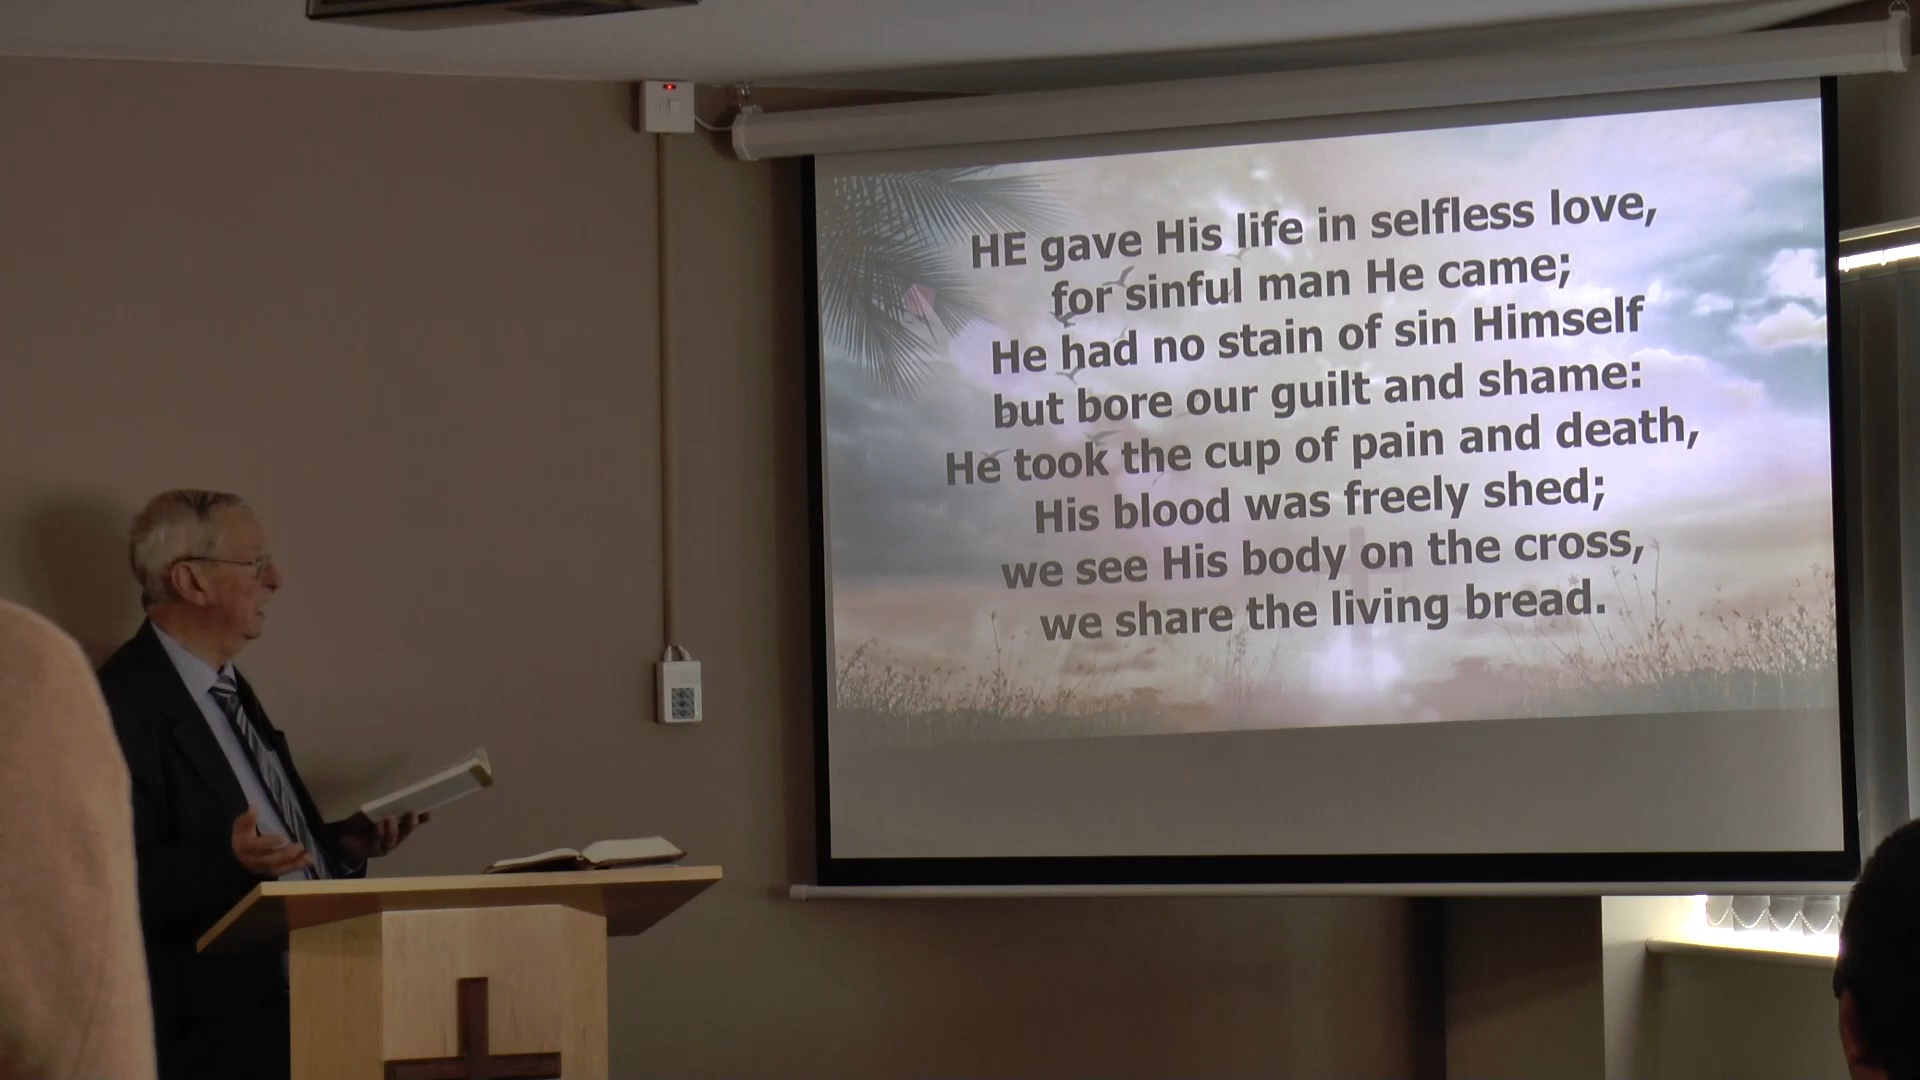 HE gave His life in selfless love,
for sinful man He came;
He had no stain of sin Himself
but bore our guilt and shame:
He took the cup of pain and death,
His blood was freely shed;
we see His body on the cross,
we share the living bread.